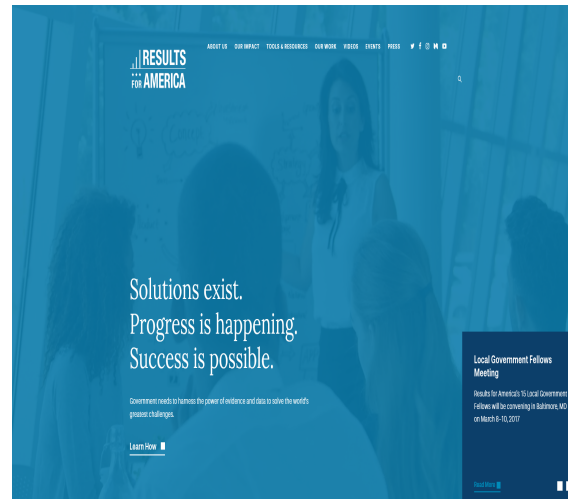 RESULTS
FOR AMERICA
ABOUT US OUR IMPACT TOOLS & RESOURCES OUR WORK VIDEOS EVENTS PRESS
Solutions exist.
Progress is happening.
Success is possible.
Government needs to harness the power of evidence and data to solve the world's
greatest challenges.
Learn How
Local Government Fellows
Meeting
Results for America's 15 Local Government
Fellows will be convening in Baltimore, MD
on March 8-10, 2017
Read More